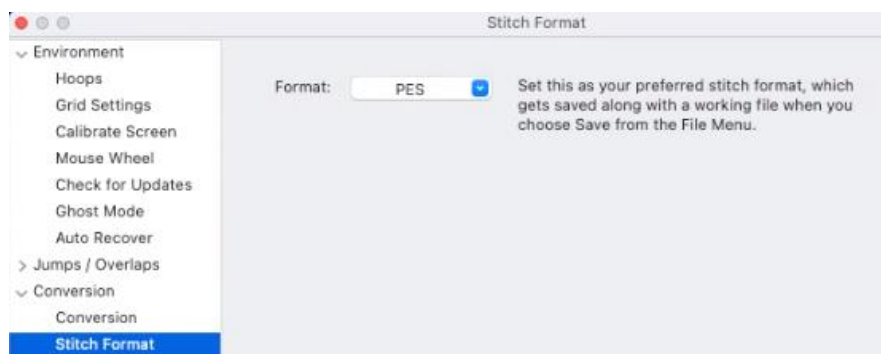 Stitch Format
Environment
Hoops
Grid Settings
Calibrate Screen
Mouse Wheel
Check for Updates
Ghost Mode
Auto Recover
Jumps / Overlaps
Conversion
Conversion
Stitch Format
Format:
PES
Set this as your preferred stitch format, which
gets saved along with a working file when you
choose Save from the File Menu.